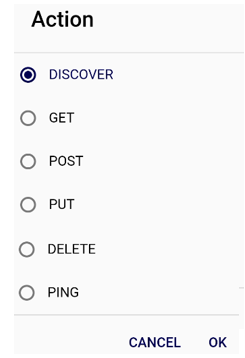 Action
DISCOVER
GET
POST
PUT
DELETE
PING
CANCEL OK